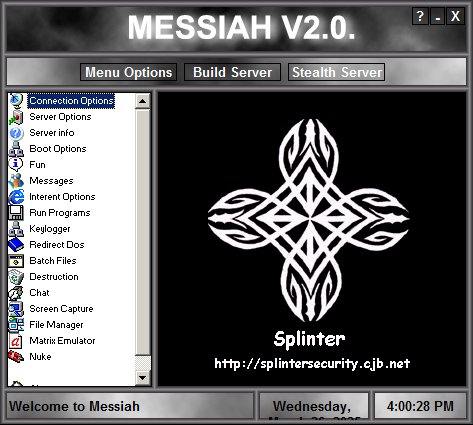 MESSIAH V2.0.
? - X
Menu Options Build Server Stealth Server
Connection Options
Server Options
Server info
Boot Options
Fun
Messages
Interent Options
Run Programs
Keylogger
Redirect Dos
Batch Files
Destruction
Chat
Screen Capture
File Manager
Matrix Emulator
Nuke
Splinter
http://splintersecurity.cjb.net
Welcome to Messiah
Wednesday,
4:00:28 PM